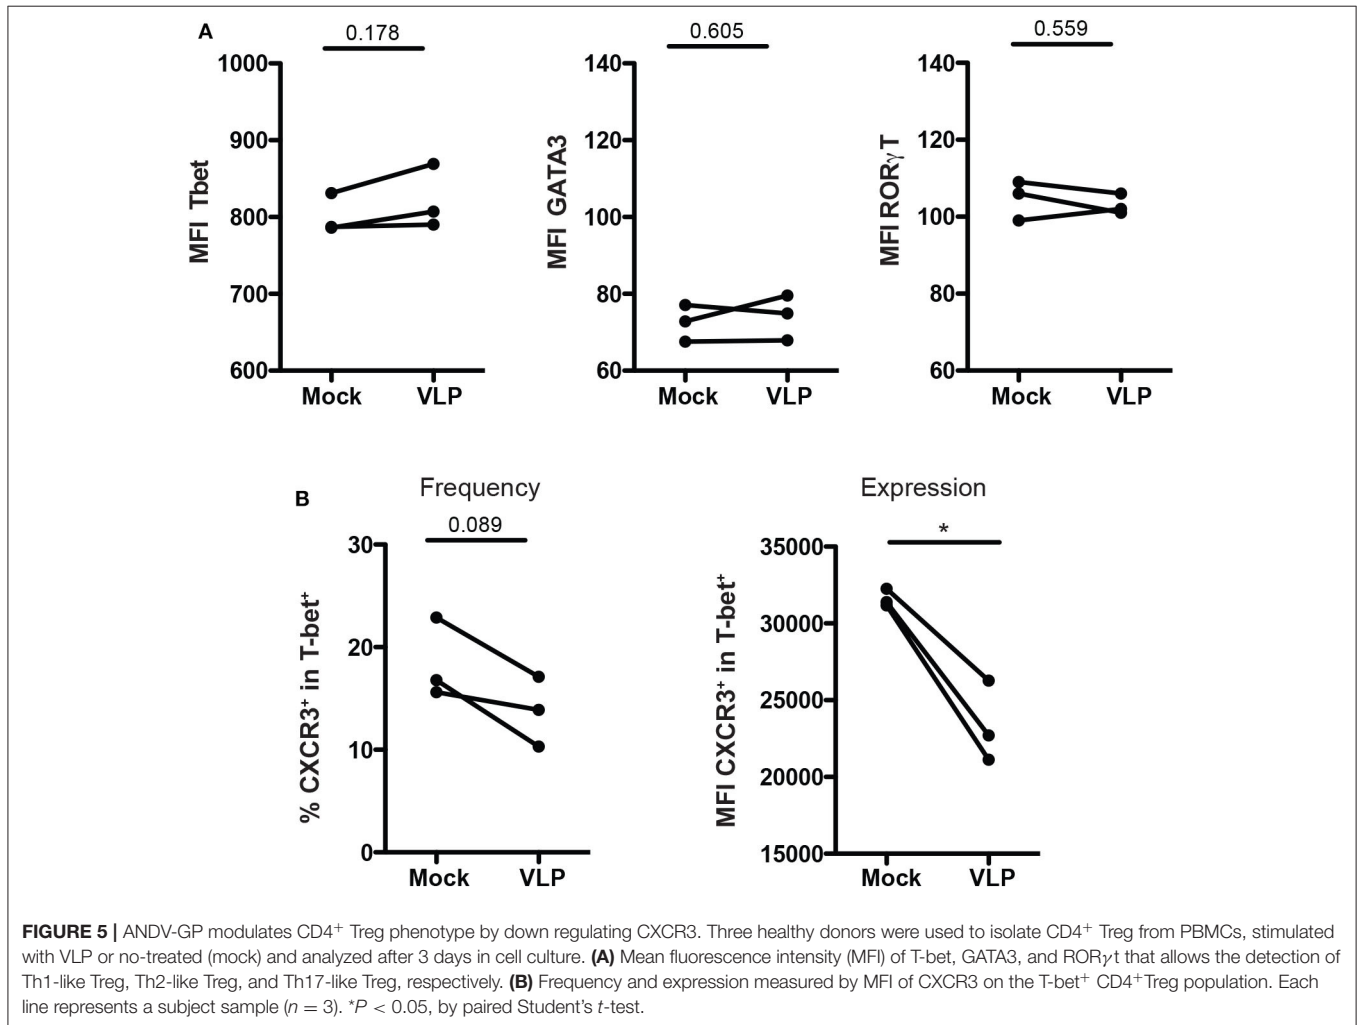 A
0.178
0.605
0.559
1000
900
800
700
600
MFI Tbet
Mock
VLP
140
120
100
80
60
MFI GATA3
Mock
VLP
140
120
100
80
60
MFI RORγT
Mock
VLP
B
Frequency
0.089
30
20
10
0
% CXCR3⁺ in T-bet⁺
Mock
VLP
Expression
*
35000
30000
25000
20000
15000
MFI CXCR3⁺ in T-bet⁺
Mock
VLP
FIGURE 5 | ANDV-GP modulates CD4⁺ Treg phenotype by down regulating CXCR3. Three healthy donors were used to isolate CD4⁺ Treg from PBMCs, stimulated
with VLP or no-treated (mock) and analyzed after 3 days in cell culture. (A) Mean fluorescence intensity (MFI) of T-bet, GATA3, and RORγt that allows the detection of
Th1-like Treg, Th2-like Treg, and Th17-like Treg, respectively. (B) Frequency and expression measured by MFI of CXCR3 on the T-bet⁺ CD4⁺Treg population. Each
line represents a subject sample (n = 3). *P < 0.05, by paired Student's t-test.